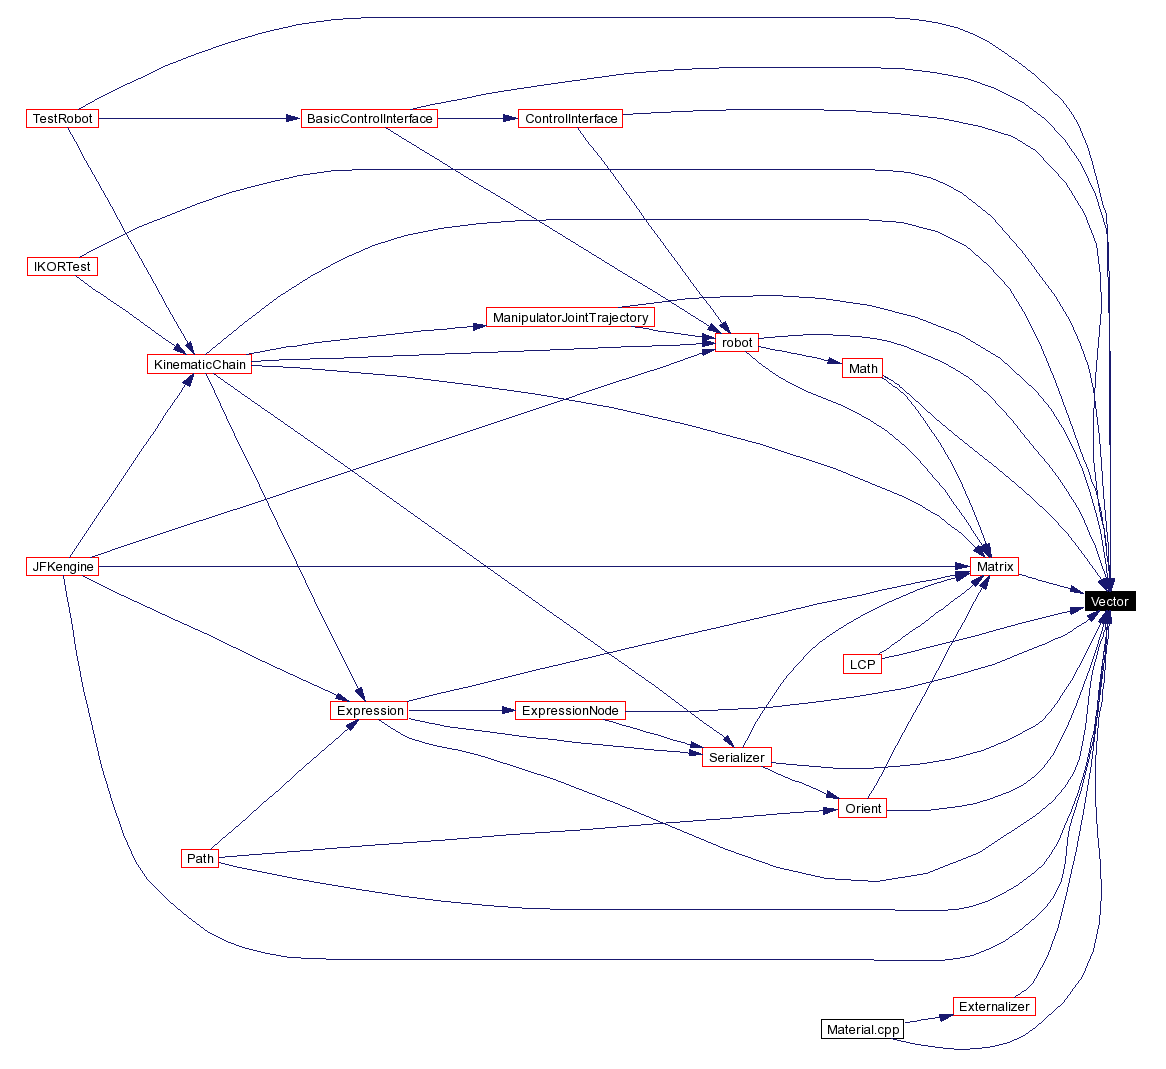 TestRobot
BasicControlInterface
ControlInterface
IKORTest
ManipulatorJointTrajectory
robot
KinematicChain
Math
JFKengine
Matrix
Vector
LCP
Expression
ExpressionNode
Serializer
Orient
Path
Externalizer
Material.cpp